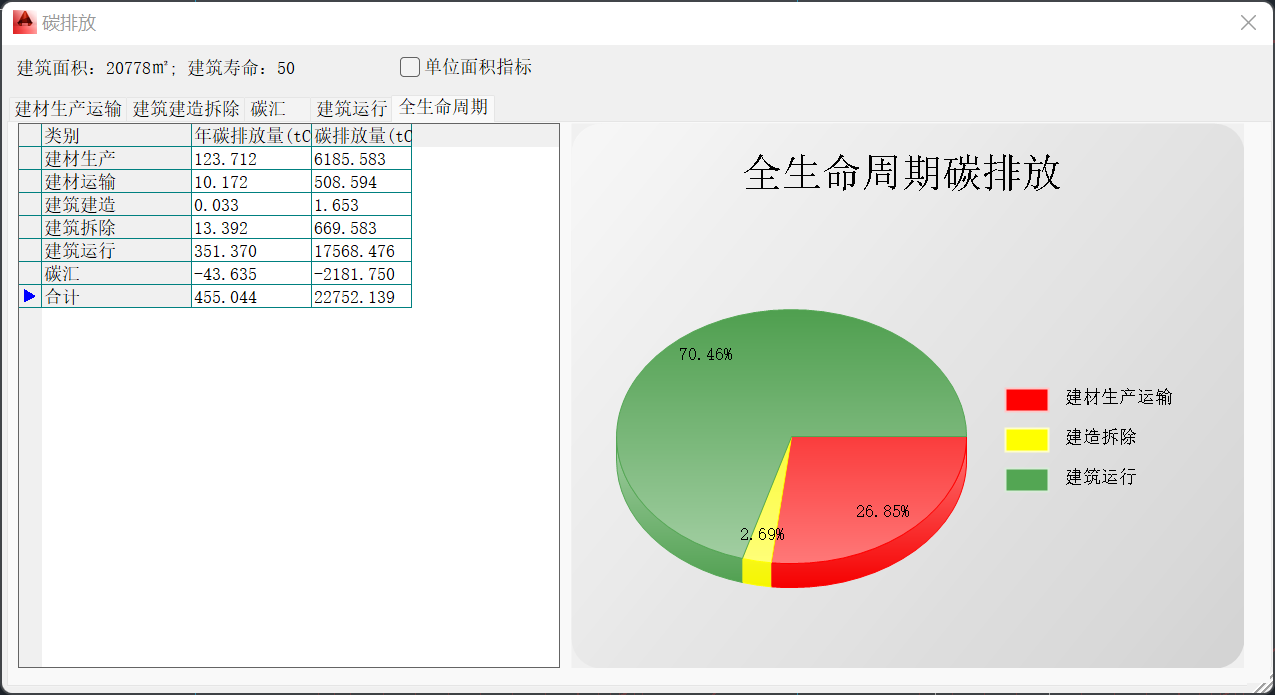 碳排放
建筑面积：20778㎡；建筑寿命：50
单位面积指标
建材生产运输 建筑建造拆除 碳汇 建筑运行 全生命周期
类别 年碳排放量(tC 碳排放量(tC
建材生产 123.712 6185.583
建材运输 10.172 508.594
建筑建造 0.033 1.653
建筑拆除 13.392 669.583
建筑运行 351.370 17568.476
碳汇 -43.635 -2181.750
合计 455.044 22752.139
全生命周期碳排放
70.46%
2.69%
26.85%
建材生产运输
建造拆除
建筑运行